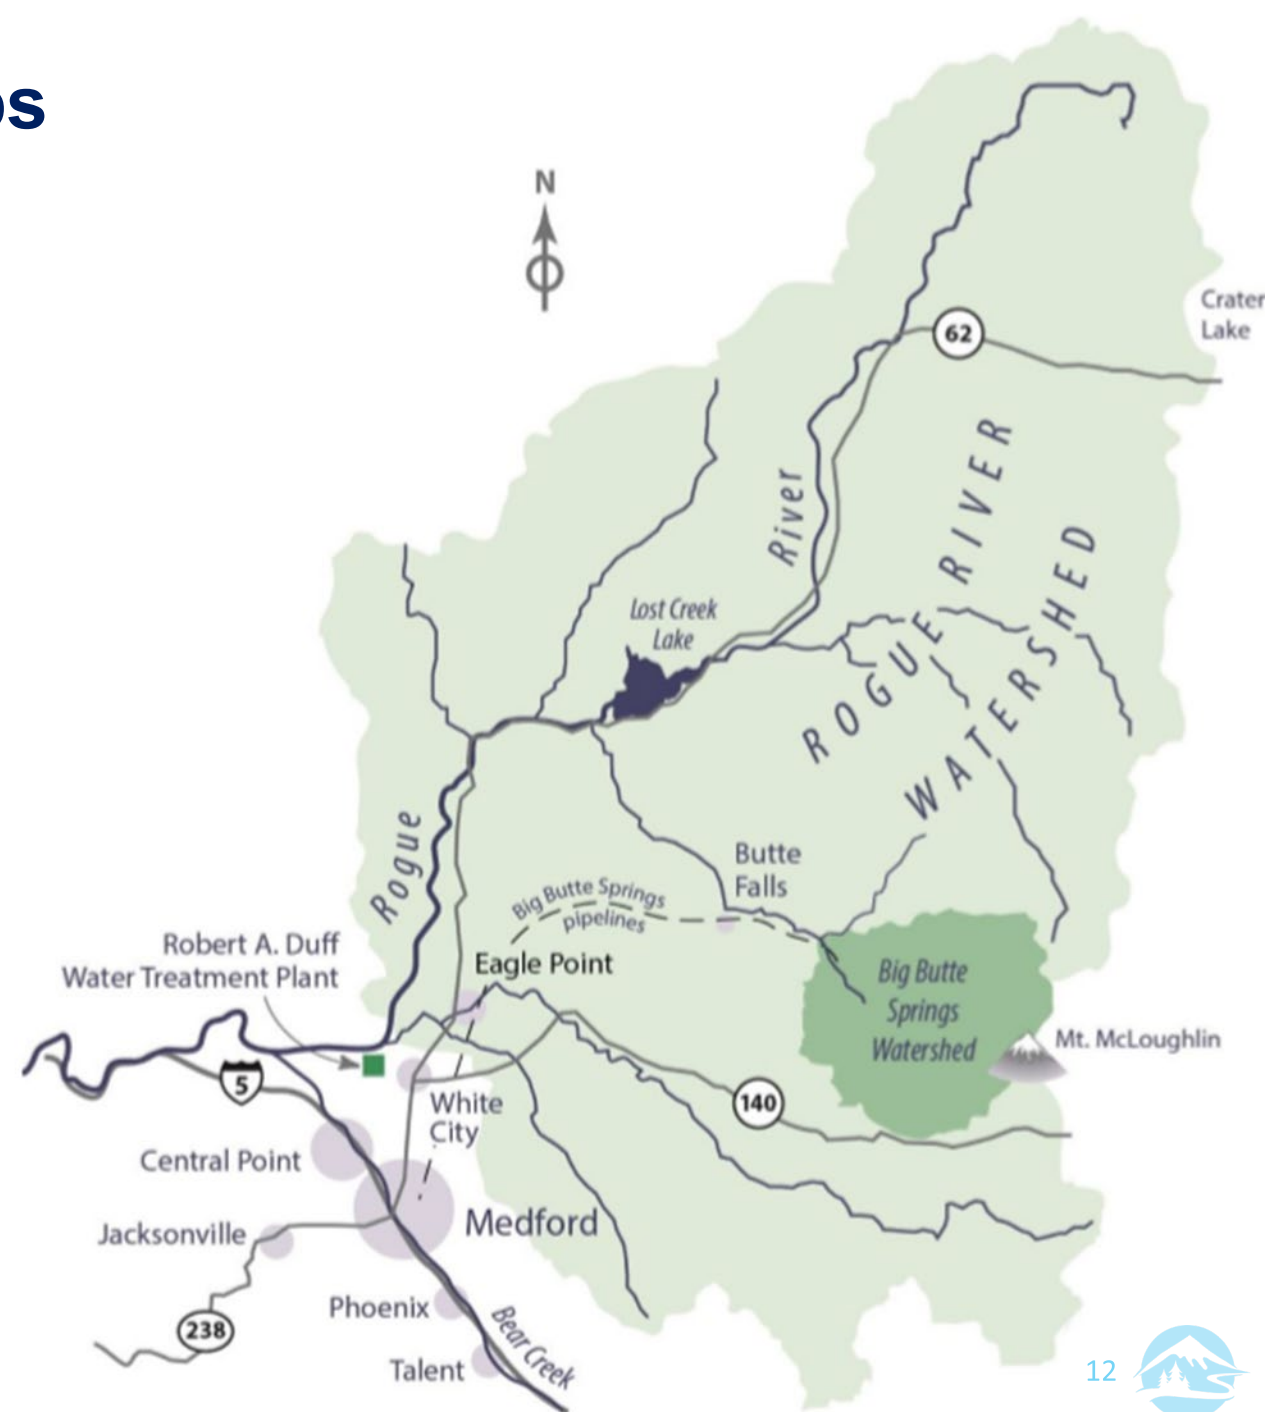 os
N
Crater
Lake
62
River
ROGUE RIVER
WATERSHED
Lost Creek
Lake
Rogue
Butte
Falls
Big Butte Springs
pipelines
Robert A. Duff
Water Treatment Plant
Eagle Point
Big Butte
Springs
Watershed
Mt. McLoughlin
5
White
City
140
Central Point
Jacksonville
Medford
238
Phoenix
Bear Creek
Talent
12